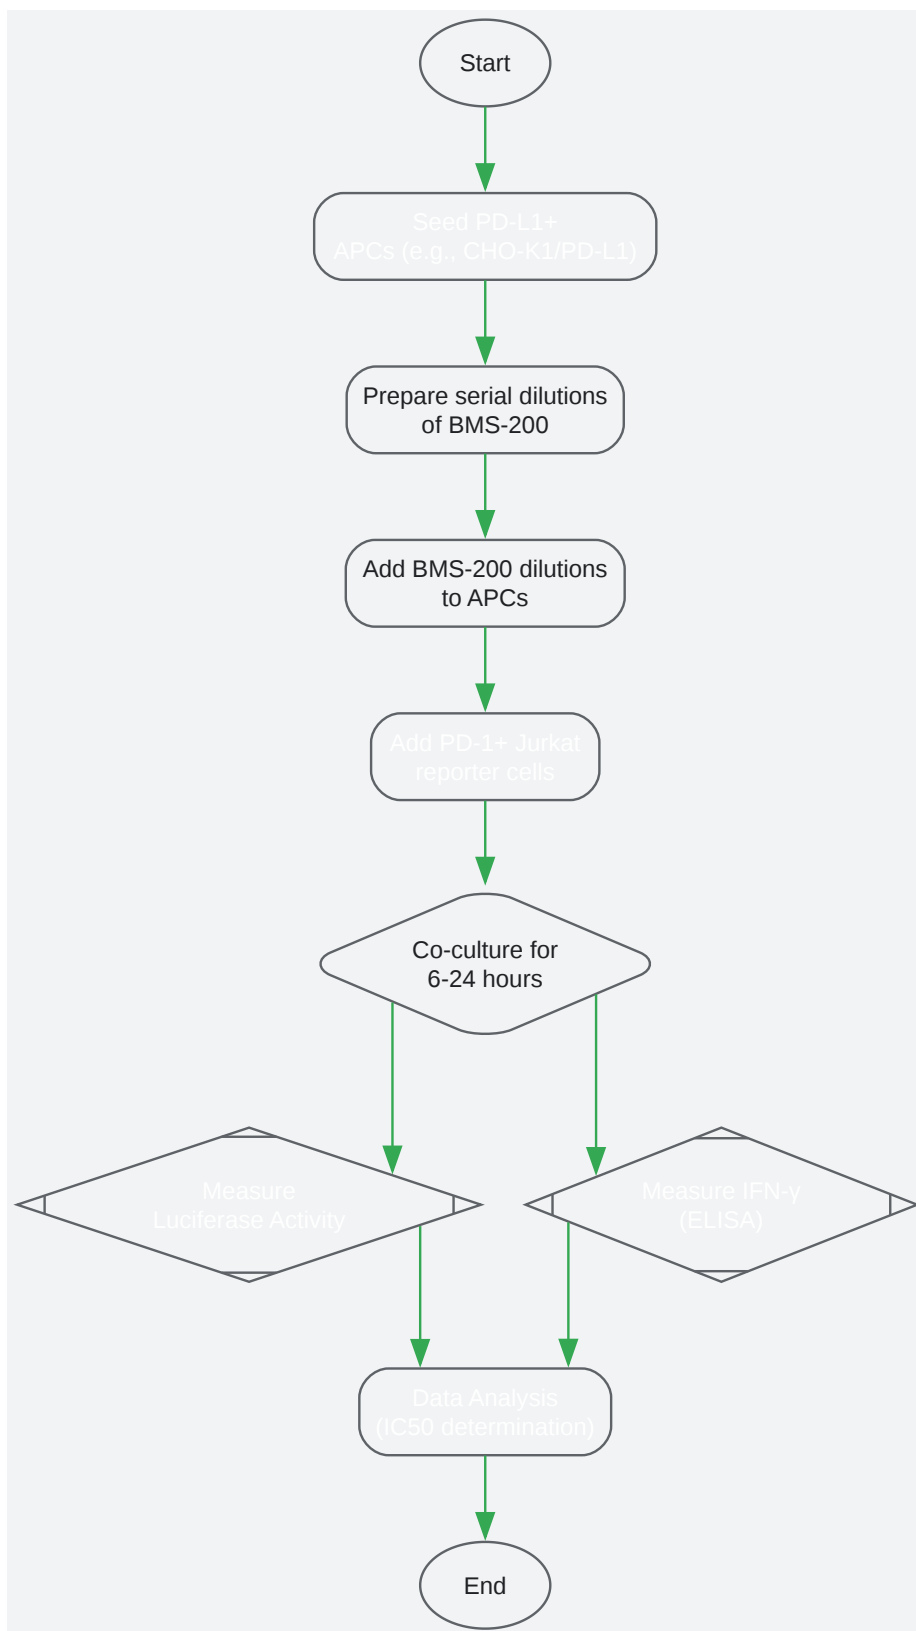 Start
Seed PD-L1+
APCs (e.g., CHO-K1/PD-L1)
Prepare serial dilutions
of BMS-200
Add BMS-200 dilutions
to APCs
Add PD-1+ Jurkat
reporter cells
Co-culture for
6-24 hours
Measure
Luciferase Activity
Measure IFN-γ
(ELISA)
Data Analysis
(IC50 determination)
End